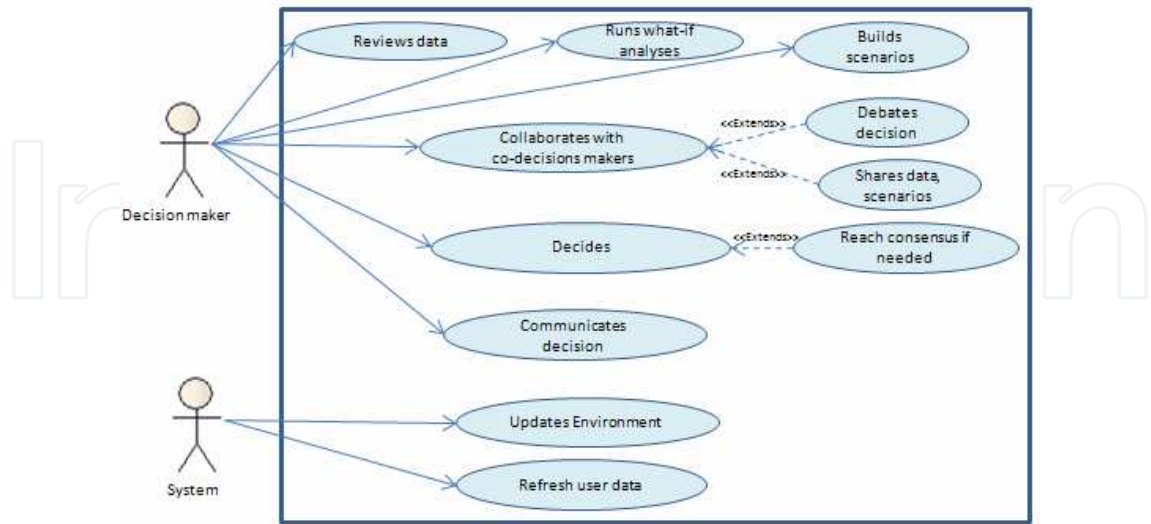 Reviews data
Runs what-if
analyses
Builds
scenarios
Decision maker
Collaborates with
co-decisions makers
<<Extends>>
Debates
decision
<<Extends>>
Shares data,
scenarios
Decides
<<Extends>>
Reach consensus if
needed
Communicates
decision
System
Updates Environment
Refresh user data